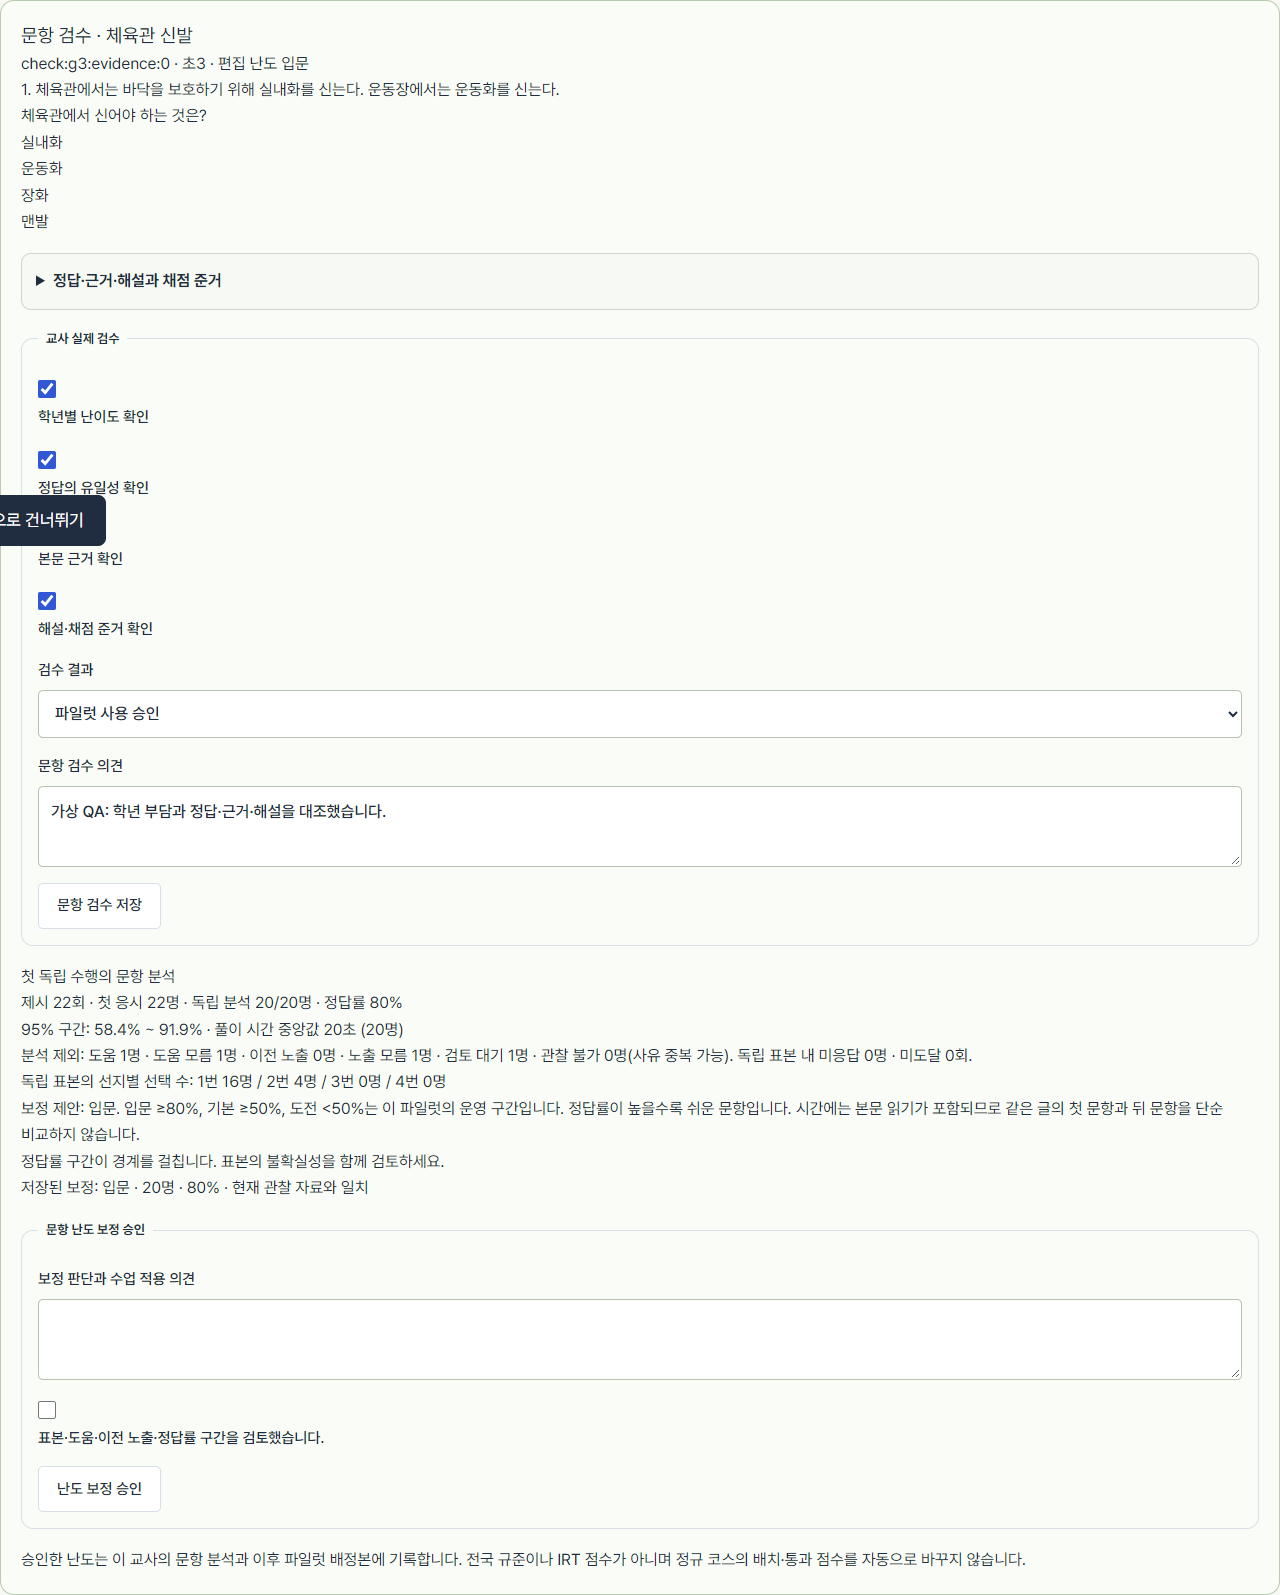 문항 검수 · 체육관 신발
check:g3:evidence:0 · 초3 · 편집 난도 입문
1. 체육관에서는 바닥을 보호하기 위해 실내화를 신는다. 운동장에서는 운동화를 신는다.
체육관에서 신어야 하는 것은?
실내화
운동화
장화
맨발
▶ 정답·근거·해설과 채점 준거
교사 실제 검수
학년별 난이도 확인
정답의 유일성 확인
으로 건너뛰기
본문 근거 확인
해설·채점 준거 확인
검수 결과
파일럿 사용 승인
문항 검수 의견
가상 QA: 학년 부담과 정답·근거·해설을 대조했습니다.
문항 검수 저장
첫 독립 수행의 문항 분석
제시 22회 · 첫 응시 22명 · 독립 분석 20/20명 · 정답률 80%
95% 구간: 58.4% ~ 91.9% · 풀이 시간 중앙값 20초 (20명)
분석 제외: 도움 1명 · 도움 모름 1명 · 이전 노출 0명 · 노출 모름 1명 · 검토 대기 1명 · 관찰 불가 0명(사유 중복 가능). 독립 표본 내 미응답 0명 · 미도달 0회.
독립 표본의 선지별 선택 수: 1번 16명 / 2번 4명 / 3번 0명 / 4번 0명
보정 제안: 입문. 입문 ≥80%, 기본 ≥50%, 도전 <50%는 이 파일럿의 운영 구간입니다. 정답률이 높을수록 쉬운 문항입니다. 시간에는 본문 읽기가 포함되므로 같은 글의 첫 문항과 뒤 문항을 단순
비교하지 않습니다.
정답률 구간이 경계를 걸칩니다. 표본의 불확실성을 함께 검토하세요.
저장된 보정: 입문 · 20명 · 80% · 현재 관찰 자료와 일치
문항 난도 보정 승인
보정 판단과 수업 적용 의견
표본·도움·이전 노출·정답률 구간을 검토했습니다.
난도 보정 승인
승인한 난도는 이 교사의 문항 분석과 이후 파일럿 배정본에 기록합니다. 전국 규준이나 IRT 점수가 아니며 정규 코스의 배치·통과 점수를 자동으로 바꾸지 않습니다.